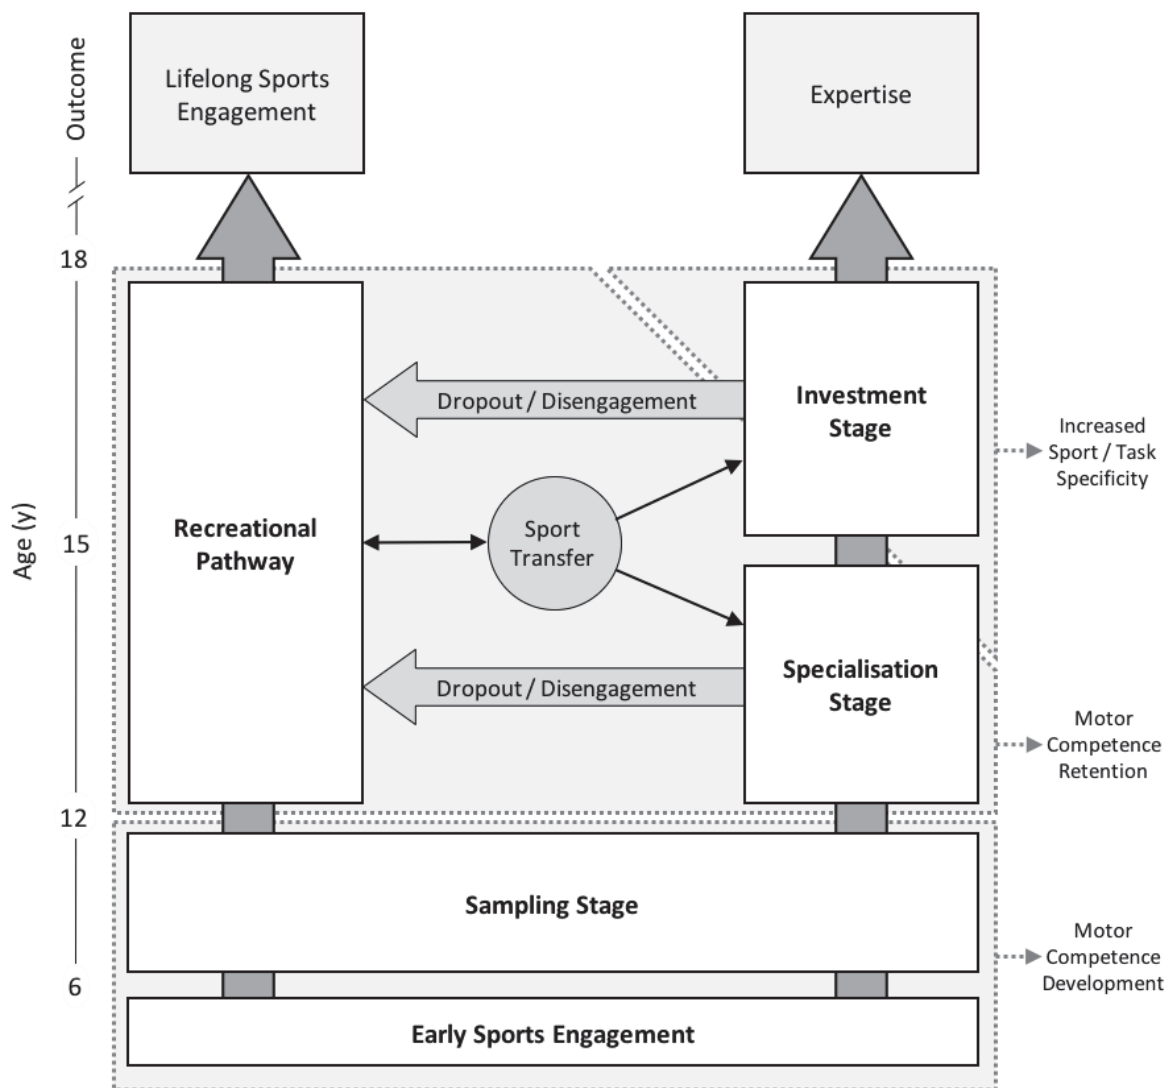 Outcome
Lifelong Sports
Engagement
Expertise
18
Dropout / Disengagement
Investment
Stage
Increased
Sport / Task
Specificity
Age (y)
15
Recreational
Pathway
Sport
Transfer
Dropout / Disengagement
Specialisation
Stage
Motor
Competence
Retention
12
Sampling Stage
Motor
Competence
Development
6
Early Sports Engagement